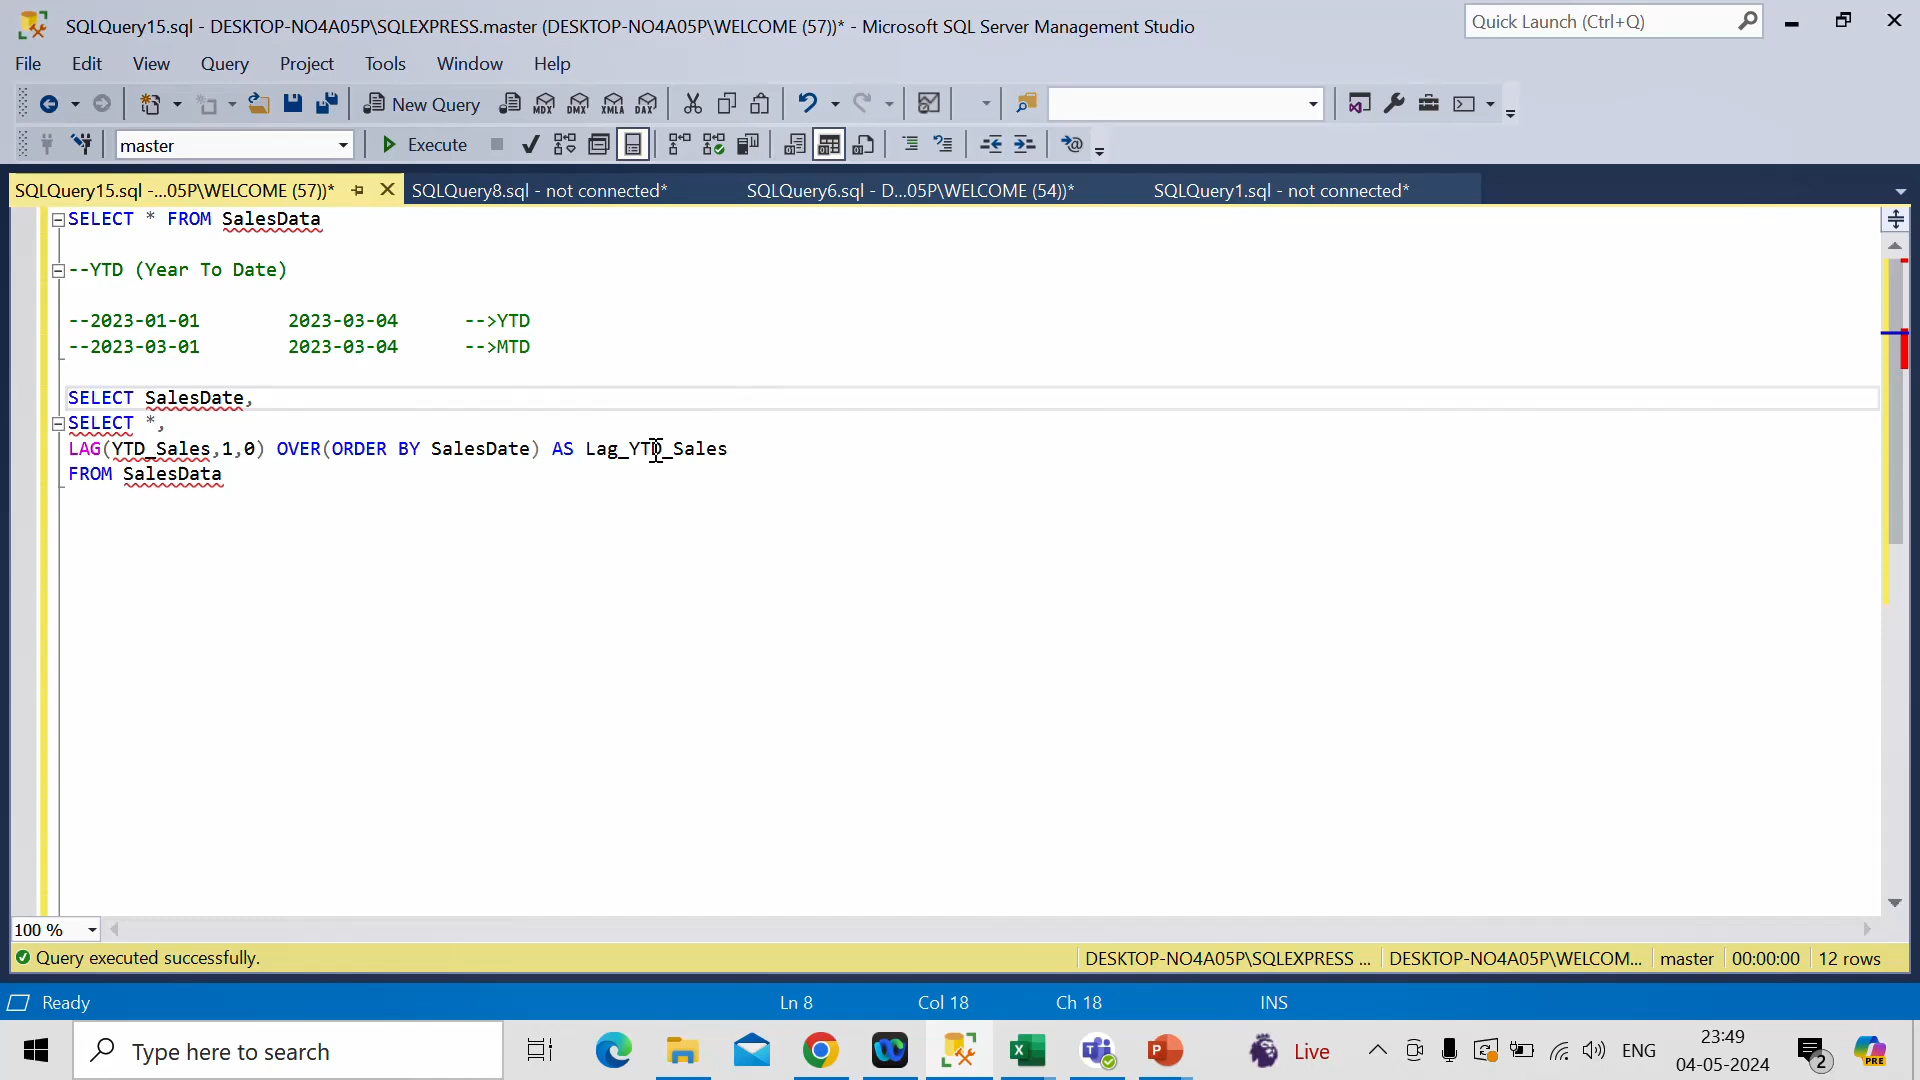 SQLQuery15.sql - DESKTOP-NO4A05P\SQLEXPRESS.master (DESKTOP-NO4A05P\WELCOME (57))* - Microsoft SQL Server Management Studio
Quick Launch (Ctrl+Q)
File Edit View Query Project Tools Window Help
New Query MDX DMX XMLA DAX
master Execute
SQLQuery15.sql -...05P\WELCOME (57))* SQLQuery8.sql - not connected* SQLQuery6.sql - D...05P\WELCOME (54))* SQLQuery1.sql - not connected*
SELECT * FROM SalesData
--YTD (Year To Date)
--2023-01-01 2023-03-04 -->YTD
--2023-03-01 2023-03-04 -->MTD
SELECT SalesDate,
SELECT *,
LAG(YTD_Sales,1,0) OVER(ORDER BY SalesDate) AS Lag_YTD_Sales
FROM SalesData
100 %
Query executed successfully. DESKTOP-NO4A05P\SQLEXPRESS ... DESKTOP-NO4A05P\WELCOM... master 00:00:00 12 rows
Ready Ln 8 Col 18 Ch 18 INS
Type here to search Live ENG 23:49
04-05-2024 2 PRE